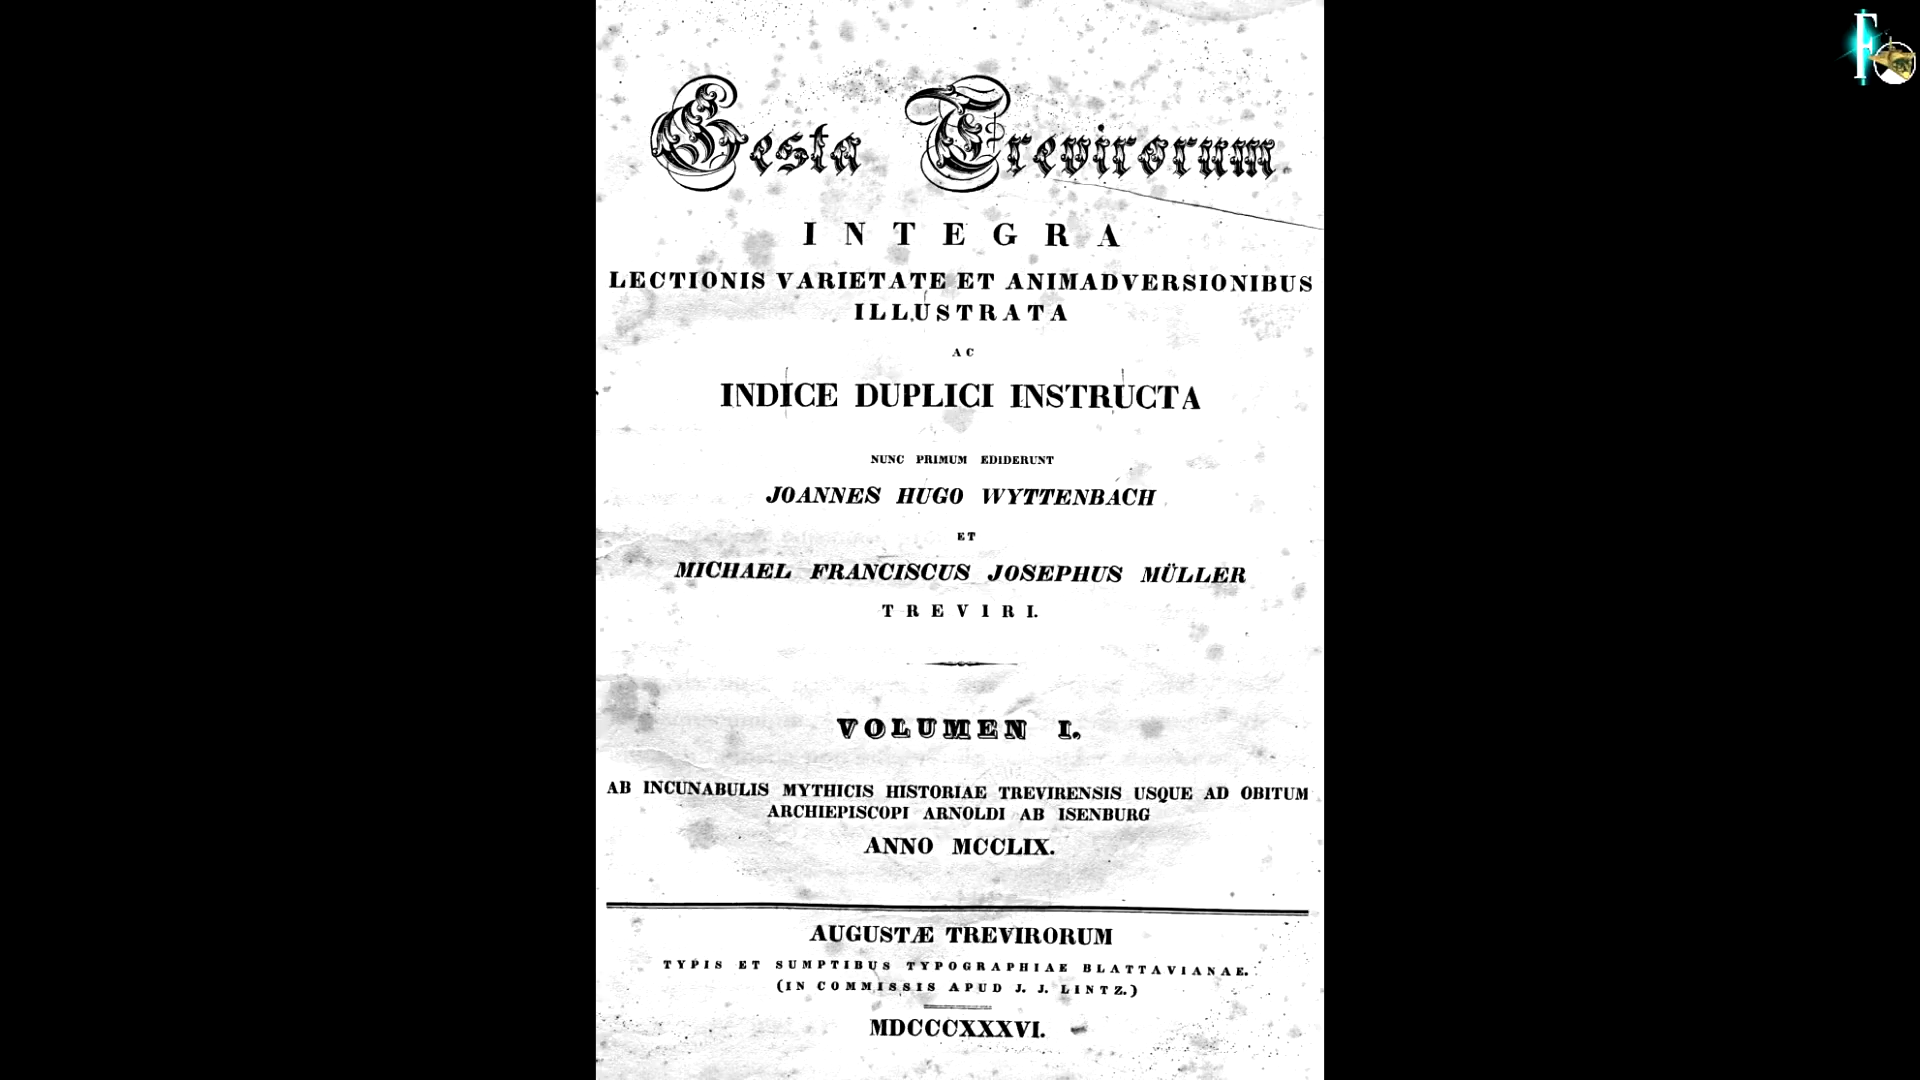 Gesta Trevirorum.
INTEGRA
LECTIONIS VARIETATE ET ANIMADVERSIONIBUS
ILLUSTRATA
AC
INDICE DUPLICI INSTRUCTA
NUNC PRIMUM EDIDERUNT
JOANNES HUGO WYTTENBACH
ET
MICHAEL FRANCISCUS JOSEPHUS MÜLLER
TREVIRI.
VOLUMEN I.
AB INCUNABULIS MYTHICIS HISTORIAE TREVIRENSIS USQUE AD OBITUM
ARCHIEPISCOPI ARNOLDI AB ISENBURG
ANNO MCCLIX.
AUGUSTÆ TREVIRORUM
TYPIS ET SUMPTIBUS TYPOGRAPHIAE BLATTAVIANAE.
(IN COMMISSIS APUD J. J. LINTZ.)
MDCCCXXXVI.
F